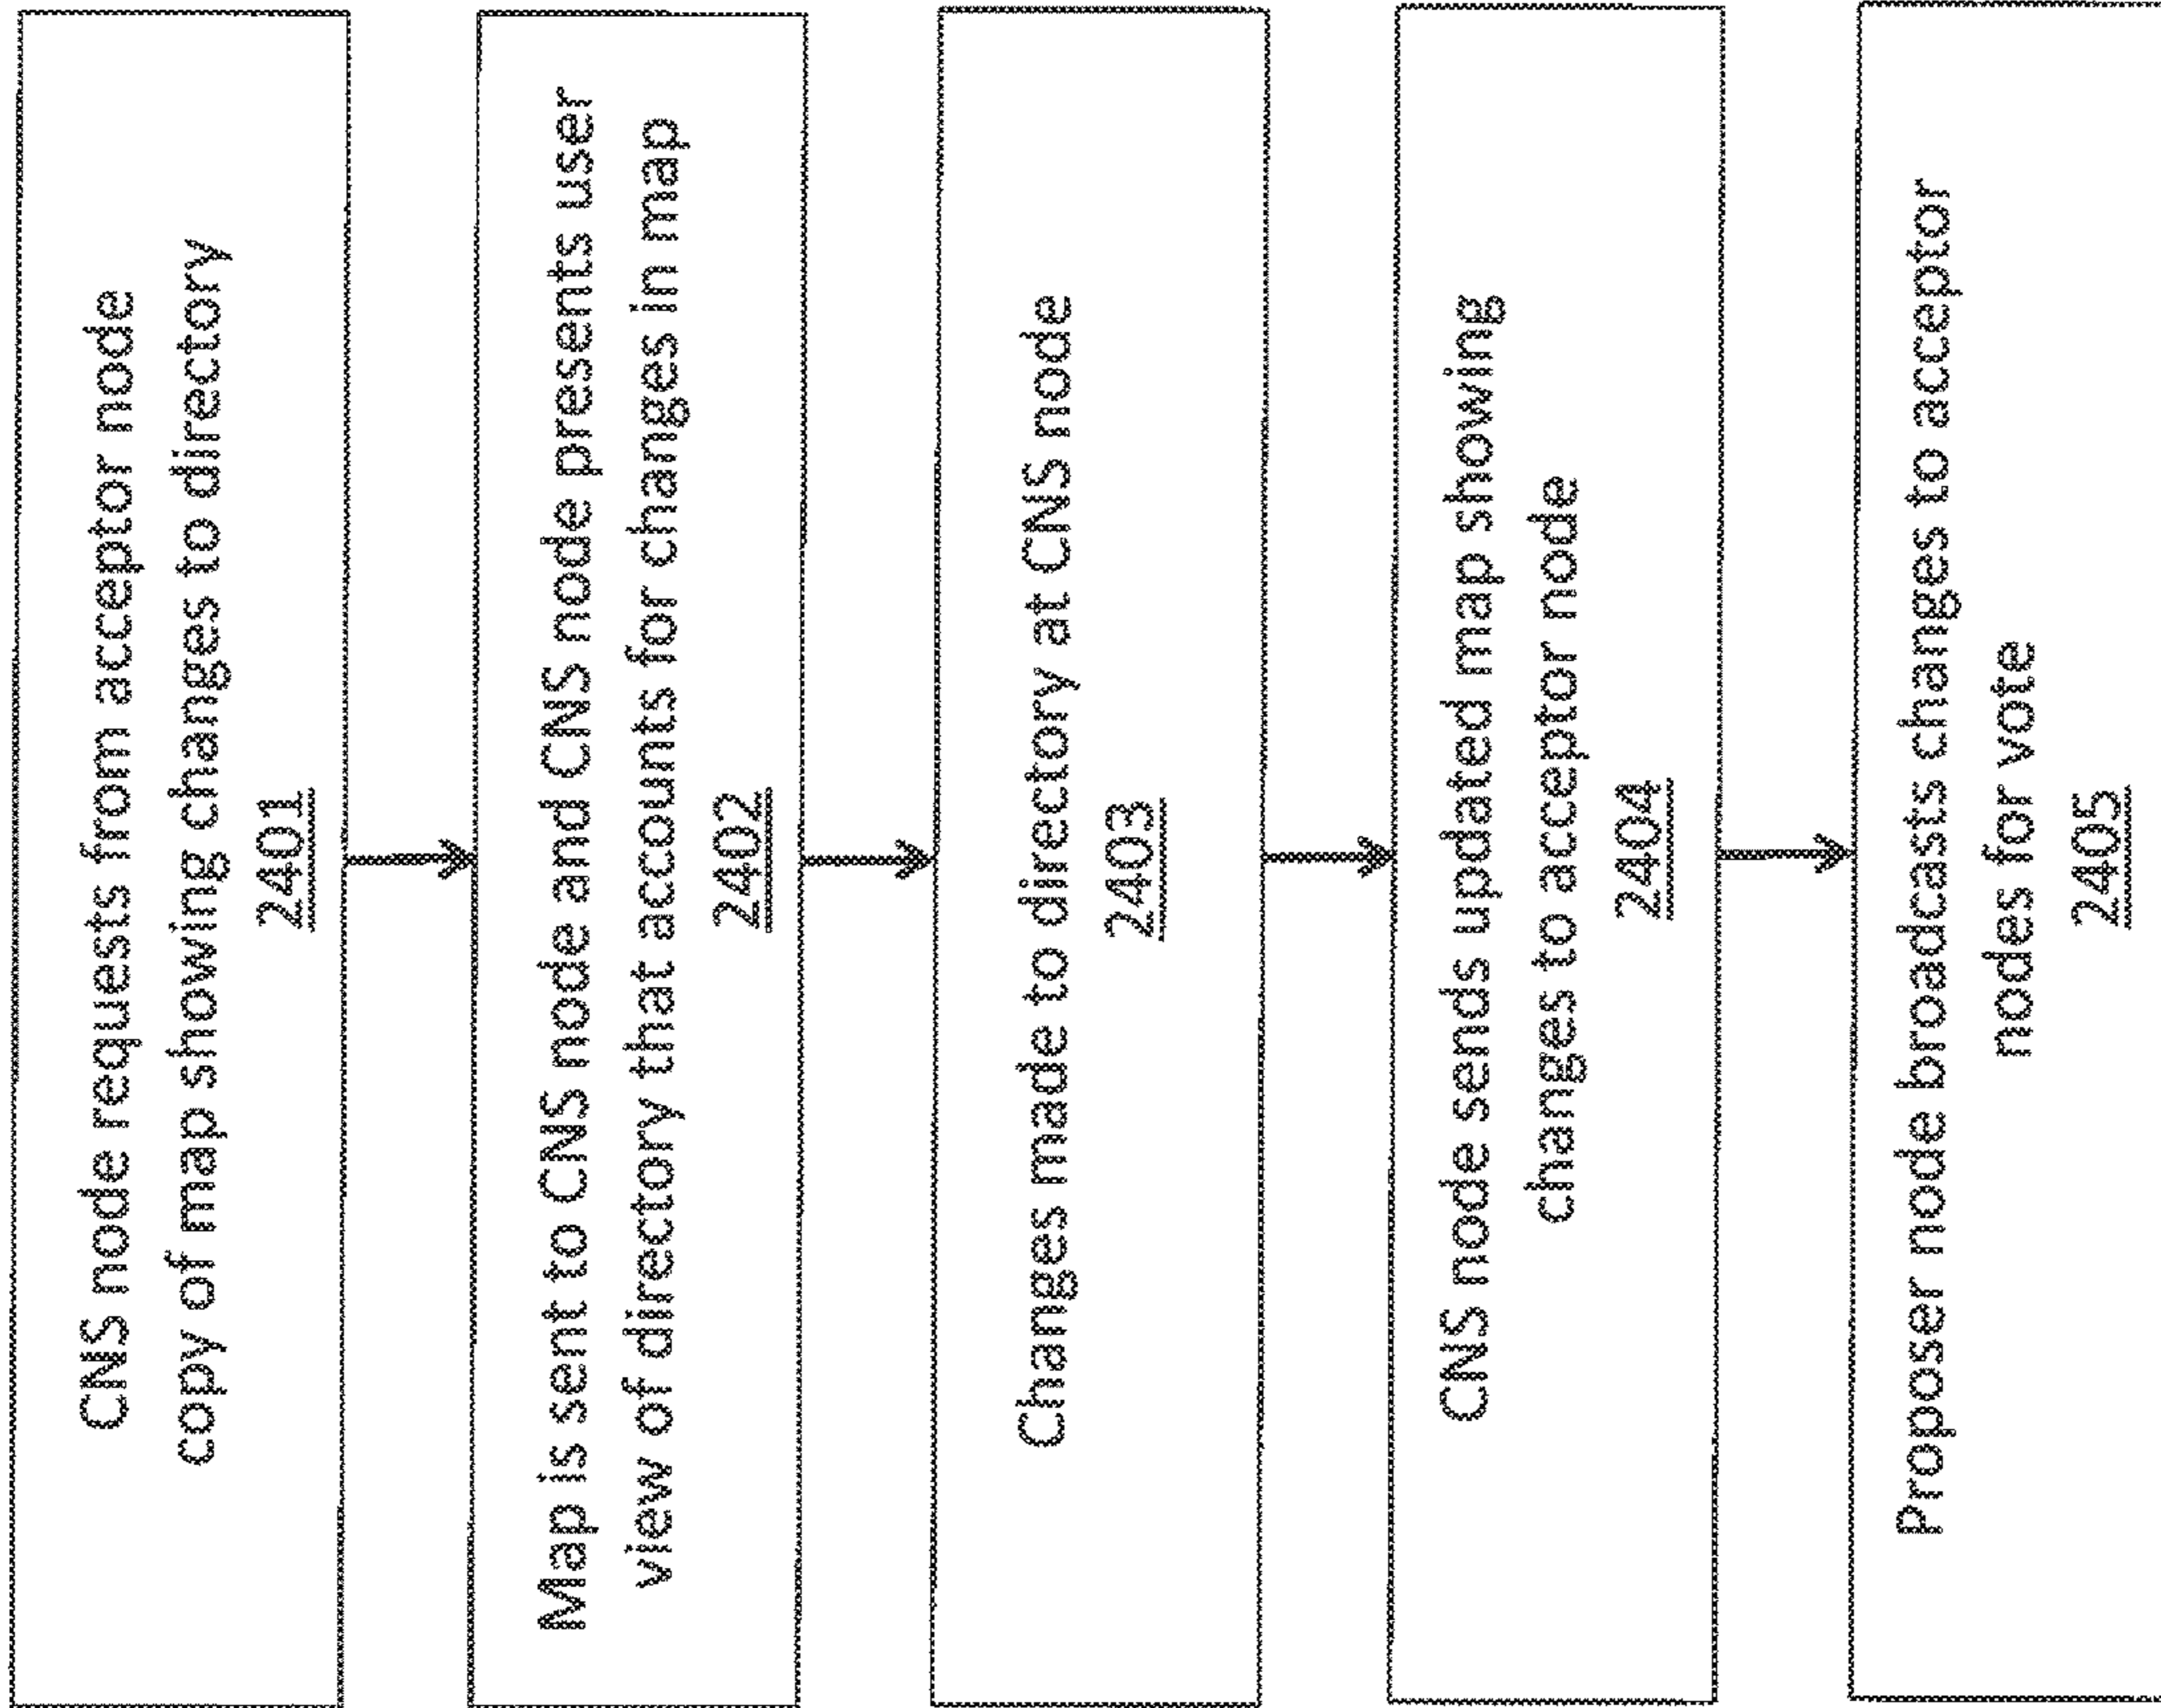 CNS node requests from acceptor node
copy of map showing changes to directory
2401
Map is sent to CNS node and CNS node presents user
view of directory that accounts for changes in map
2402
Changes made to directory at CNS node
2403
CNS node sends updated map showing
changes to acceptor node
2404
Proposer node broadcasts changes to acceptor
nodes for vote
2405